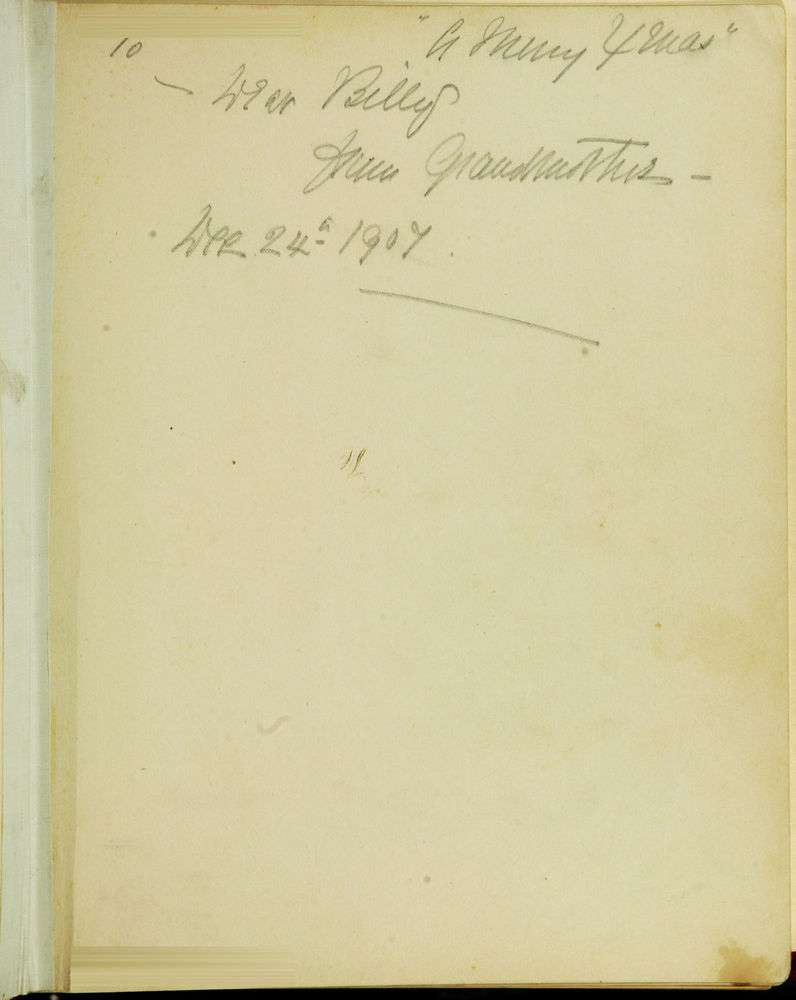 "A Merry Xmas"
10
— Dear Billy
from Grandmother —
Dec 24th 1907.